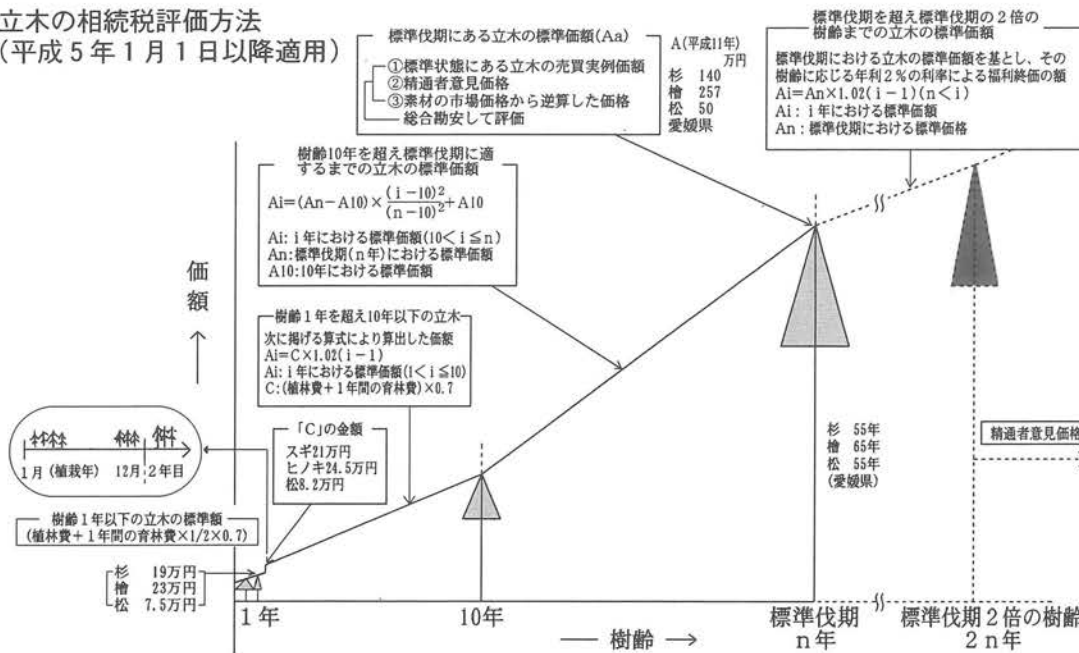 立木の相続税評価方法
(平成5年1月1日以降適用)
標準伐期にある立木の標準価額(Aa)
①標準状態にある立木の売買実例価額
②精通者意見価格
③素材の市場価格から逆算した価格
総合勘安して評価
A(平成11年)
万円
杉 140
檜 257
松 50
愛媛県
標準伐期を超え標準伐期の2倍の
樹齢までの立木の標準価額
標準伐期における立木の標準価額を基とし、その
樹齢に応じる年利2%の利率による福利終価の額
Ai=An×1.02(i-1)(n<i)
Ai:i年における標準価額
An:標準伐期における標準価格
樹齢10年を超え標準伐期に適
するまでの立木の標準価額
Ai=(An-A10)×(i-10)²/(n-10)²+A10
Ai:i年における標準価額(10<i≦n)
An:標準伐期(n年)における標準価額
A10:10年における標準価額
価額
樹齢1年を超え10年以下の立木
次に掲げる算式により算出した価額
Ai=C×1.02(i-1)
Ai:i年における標準価額(1<i≦10)
C:(植林費+1年間の育林費)×0.7
「C」の金額
スギ21万円
ヒノキ24.5万円
松8.2万円
1月(植栽年) 12月 2年目
樹齢1年以下の立木の標準額
(植林費+1年間の育林費×1/2×0.7)
杉 19万円
檜 23万円
松 7.5万円
杉 55年
檜 65年
松 55年
(愛媛県)
精通者意見価格
1年
10年
標準伐期
n年
標準伐期2倍の樹齢
2n年
樹齢